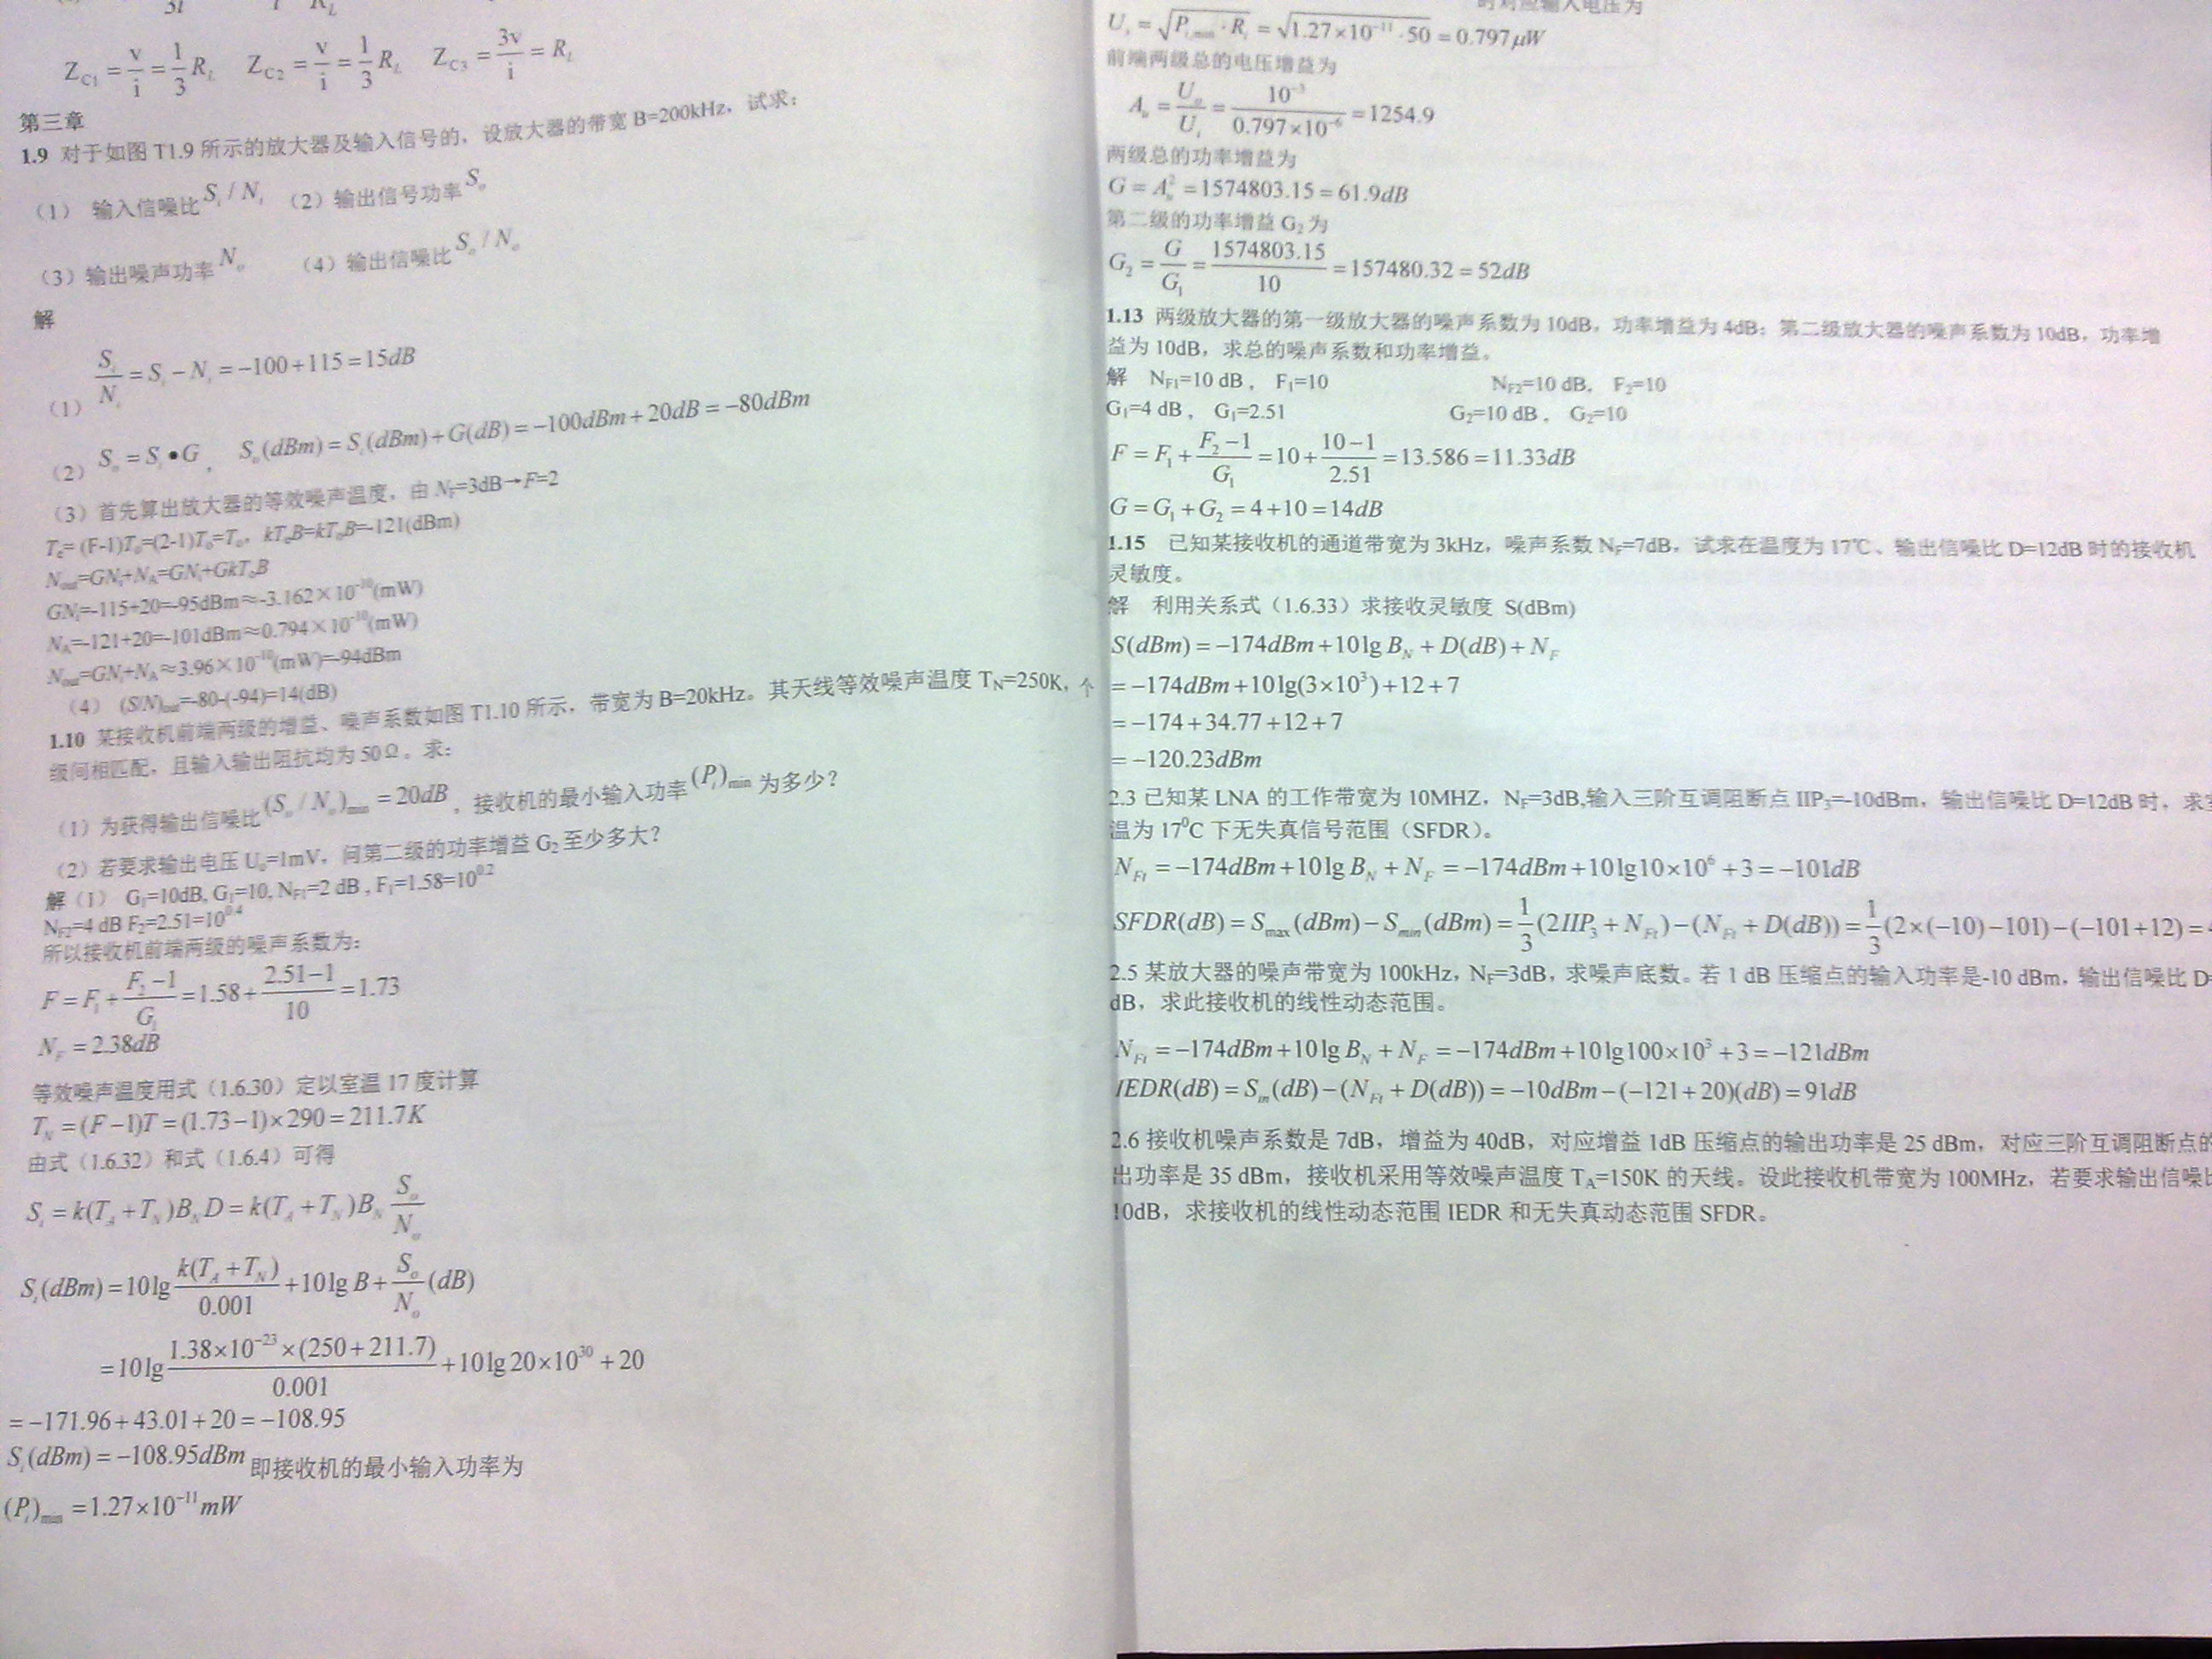 Z_{C1} = \frac{v}{i} = \frac{1}{3}R_L  Z_{C2} = \frac{v}{i} = \frac{1}{3}R_L  Z_{C3} = \frac{3v}{i} = R_L
第三章
1.9 对于如图 T1.9 所示的放大器及输入信号的，设放大器的带宽 B=200kHz，试求：
（1） 输入信噪比 S_i / N_i （2）输出信号功率 S_o
（3）输出噪声功率 N_o （4）输出信噪比 S_o / N_o
解
（1） \frac{S_i}{N_i} = S_i - N_i = -100+115 = 15dB
（2） S_o = S_i • G， S_o(dBm) = S_i(dBm)+G(dB) = -100dBm+20dB = -80dBm
（3）首先算出放大器的等效噪声温度，由 N_F=3dB→F=2
T_e= (F-1)T_o=(2-1)T_o=T_o， kT_eB=kT_oB=-121(dBm)
N_{out}=GN_i+N_A=GN_i+GkT_oB
GN_i=-115+20=-95dBm≈-3.162×10^{-10}(mW)
N_A=-121+20=-101dBm≈0.794×10^{-10}(mW)
N_{out}=GN_i+N_A≈3.96×10^{-10}(mW)=-94dBm
（4） (S/N)_{out}=-80-(-94)=14(dB)
1.10 某接收机前端两级的增益、噪声系数如图 T1.10 所示，带宽为 B=20kHz。其天线等效噪声温度 T_N=250K，个
级间相匹配，且输入输出阻抗均为 50Ω。求：
（1）为获得输出信噪比 (S_o / N_o)_{min} = 20dB ，接收机的最小输入功率 (P_i)_{min} 为多少？
（2）若要求输出电压 U_o=1mV，问第二级的功率增益 G_2 至少多大？
解（1） G_1=10dB, G_1=10, N_{F1}=2 dB , F_1=1.58=10^{0.2}
N_{F2}=4 dB F_2=2.51=10^{0.4}
所以接收机前端两级的噪声系数为：
F = F_1 + \frac{F_2-1}{G_1} = 1.58 + \frac{2.51-1}{10} = 1.73
N_F = 2.38dB
等效噪声温度用式（1.6.30）定以室温 17 度计算
T_N = (F-1)T = (1.73-1)×290 = 211.7K
由式（1.6.32）和式（1.6.4）可得
S_i = k(T_A+T_N)B_N D = k(T_A+T_N)B_N \frac{S_o}{N_o}
S_i(dBm) = 10lg \frac{k(T_A+T_N)}{0.001} + 10lg B + \frac{S_o}{N_o}(dB)
= 10lg \frac{1.38×10^{-23}×(250+211.7)}{0.001} + 10lg 20×10^{30} + 20
= -171.96+43.01+20 = -108.95
S_i(dBm) = -108.95dBm 即接收机的最小输入功率为
(P_i)_{min} = 1.27×10^{-11} mW
时对应输入电压为
U_i = \sqrt{P_{i,min}·R_i} = \sqrt{1.27×10^{-11}·50} = 0.797μW
前端两级总的电压增益为
A_u = \frac{U_o}{U_i} = \frac{10^{-3}}{0.797×10^{-6}} = 1254.9
两级总的功率增益为
G = A_u^2 = 1574803.15 = 61.9dB
第二级的功率增益 G_2 为
G_2 = \frac{G}{G_1} = \frac{1574803.15}{10} = 157480.32 = 52dB
1.13 两级放大器的第一级放大器的噪声系数为 10dB，功率增益为 4dB；第二级放大器的噪声系数为 10dB，功率增
益为 10dB，求总的噪声系数和功率增益。
解 N_{F1}=10 dB， F_1=10 N_{F2}=10 dB， F_2=10
G_1=4 dB， G_1=2.51 G_2=10 dB， G_2=10
F = F_1 + \frac{F_2-1}{G_1} = 10 + \frac{10-1}{2.51} = 13.586 = 11.33dB
G = G_1 + G_2 = 4+10 = 14dB
1.15 已知某接收机的通道带宽为 3kHz，噪声系数 N_F=7dB，试求在温度为 17℃、输出信噪比 D=12dB 时的接收机
灵敏度。
解 利用关系式（1.6.33）求接收灵敏度 S(dBm)
S(dBm) = -174dBm+10lg B_N + D(dB) + N_F
= -174dBm+10lg(3×10^3)+12+7
= -174+34.77+12+7
= -120.23dBm
2.3 已知某 LNA 的工作带宽为 10MHZ，N_F=3dB,输入三阶互调阻断点 IIP_3=-10dBm，输出信噪比 D=12dB 时，求室
温为 17^0C 下无失真信号范围（SFDR）。
N_{Ft} = -174dBm+10lg B_N + N_F = -174dBm+10lg10×10^6 +3 = -101dB
SFDR(dB) = S_{max}(dBm) - S_{min}(dBm) = \frac{1}{3}(2IIP_3 + N_{Ft}) - (N_{Ft} + D(dB)) = \frac{1}{3}(2×(-10)-101)-(-101+12) =
2.5 某放大器的噪声带宽为 100kHz，N_F=3dB，求噪声底数。若 1 dB 压缩点的输入功率是-10 dBm，输出信噪比 D=
dB，求此接收机的线性动态范围。
N_{Ft} = -174dBm+10lg B_N + N_F = -174dBm+10lg100×10^3 +3 = -121dBm
IEDR(dB) = S_{in}(dB) - (N_{Ft} + D(dB)) = -10dBm-(-121+20)(dB) = 91dB
2.6 接收机噪声系数是 7dB，增益为 40dB，对应增益 1dB 压缩点的输出功率是 25 dBm，对应三阶互调阻断点的
出功率是 35 dBm，接收机采用等效噪声温度 T_A=150K 的天线。设此接收机带宽为 100MHz，若要求输出信噪比
10dB，求接收机的线性动态范围 IEDR 和无失真动态范围 SFDR。